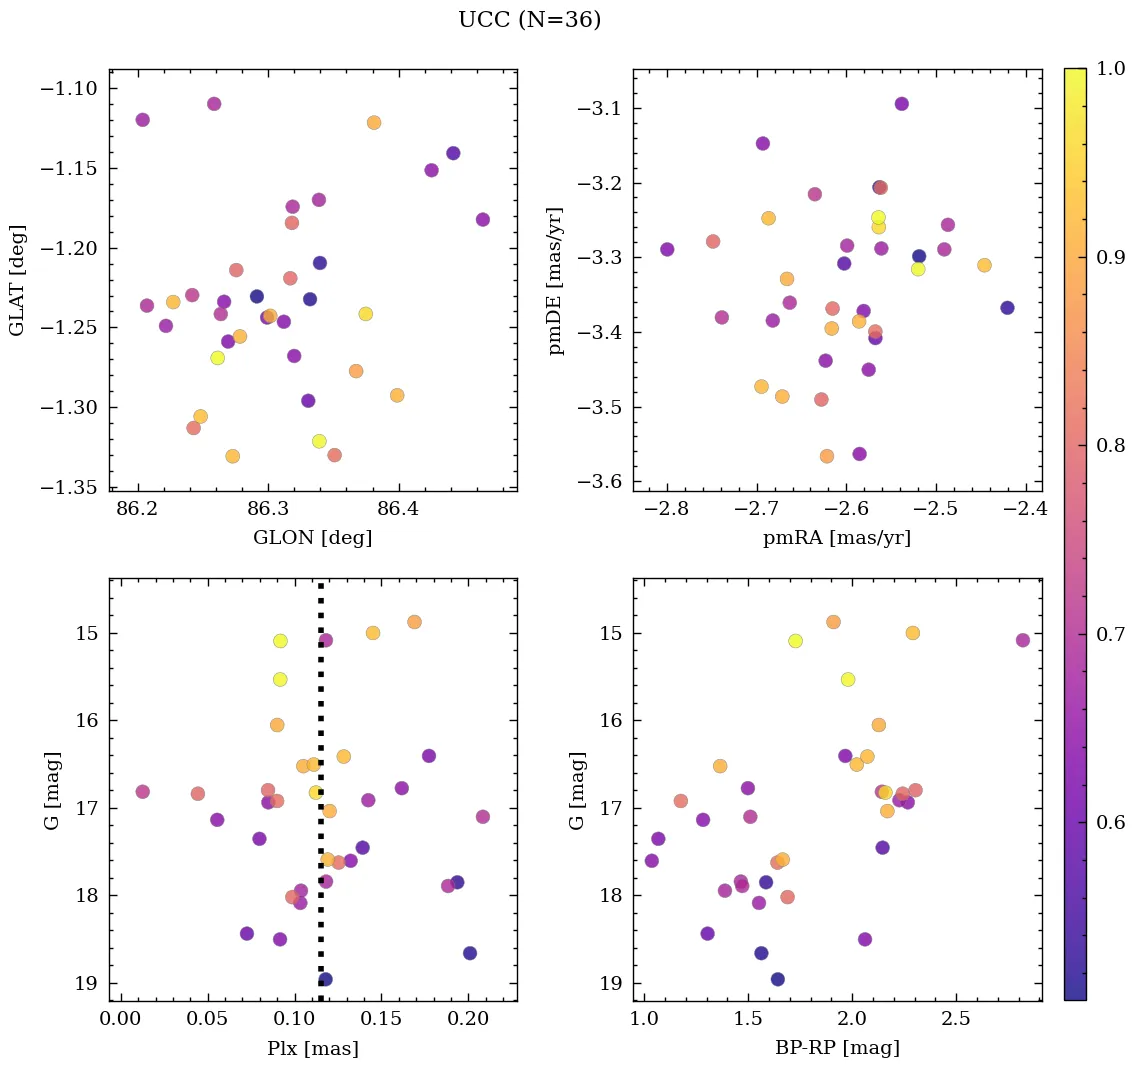 UCC (N=36)
−1.10
−1.15
−1.20
−1.25
−1.30
−1.35
GLAT [deg]
86.2 86.3 86.4
GLON [deg]
−3.1
−3.2
−3.3
−3.4
−3.5
−3.6
pmDE [mas/yr]
−2.8 −2.7 −2.6 −2.5 −2.4
pmRA [mas/yr]
15
16
17
18
19
G [mag]
0.00 0.05 0.10 0.15 0.20
Plx [mas]
15
16
17
18
19
G [mag]
1.0 1.5 2.0 2.5
BP-RP [mag]
1.0
0.9
0.8
0.7
0.6